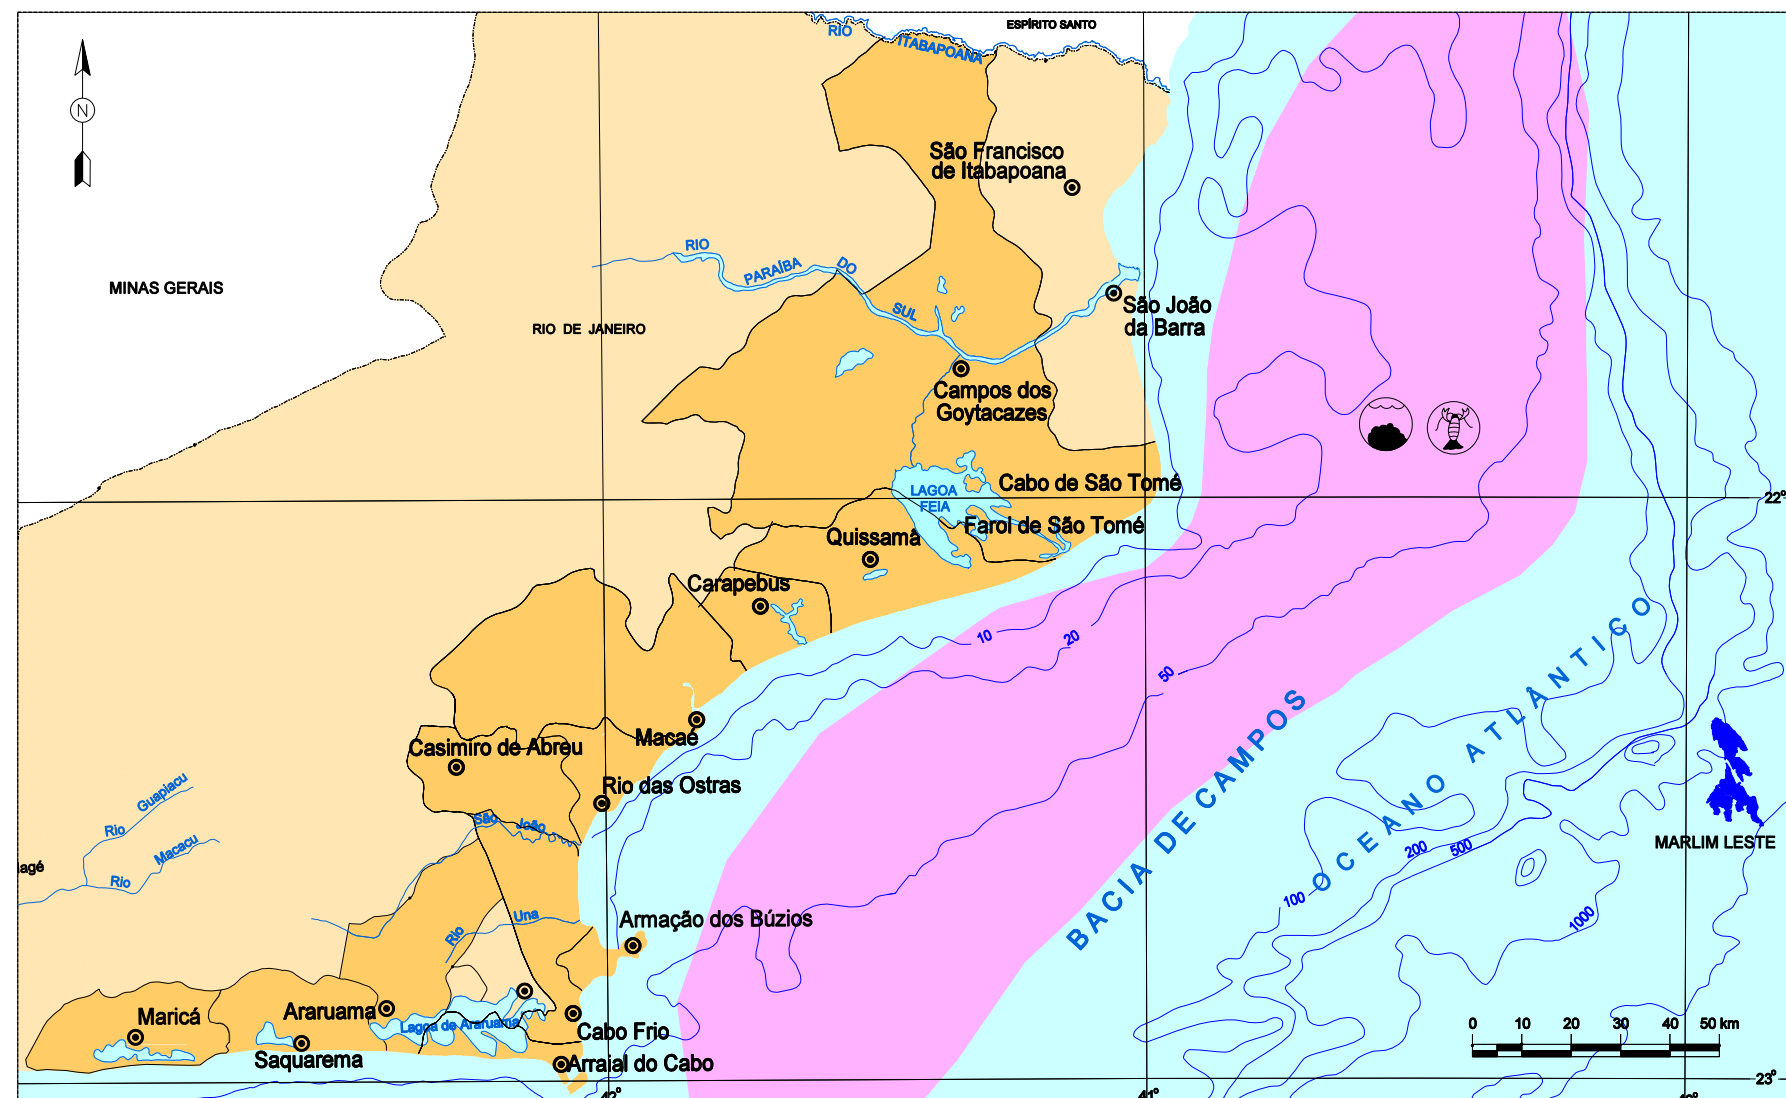 ESPÍRITO SANTO
RIO
ITABAPOANA
N
São Francisco
de Itabapoana
MINAS GERAIS
RIO
PARAÍBA
DO
SUL
São João
da Barra
RIO DE JANEIRO
Campos dos
Goytacazes
Cabo de São Tomé
LAGOA
FEIA
22°
Farol de São Tomé
Quissamã
Carapebus
10
20
50
BACIA DE CAMPOS
OCEANO ATLÂNTICO
Macaé
Casimiro de Abreu
Rio das Ostras
Rio Guapiaçu
Rio Macacu
São João
MARLIM LESTE
200
500
100
1000
lagé
Rio Una
Armação dos Búzios
Maricá
Araruama
Lagoa de Araruama
Cabo Frio
Saquarema
Arraial do Cabo
0 10 20 30 40 50 km
23°
42°
41°